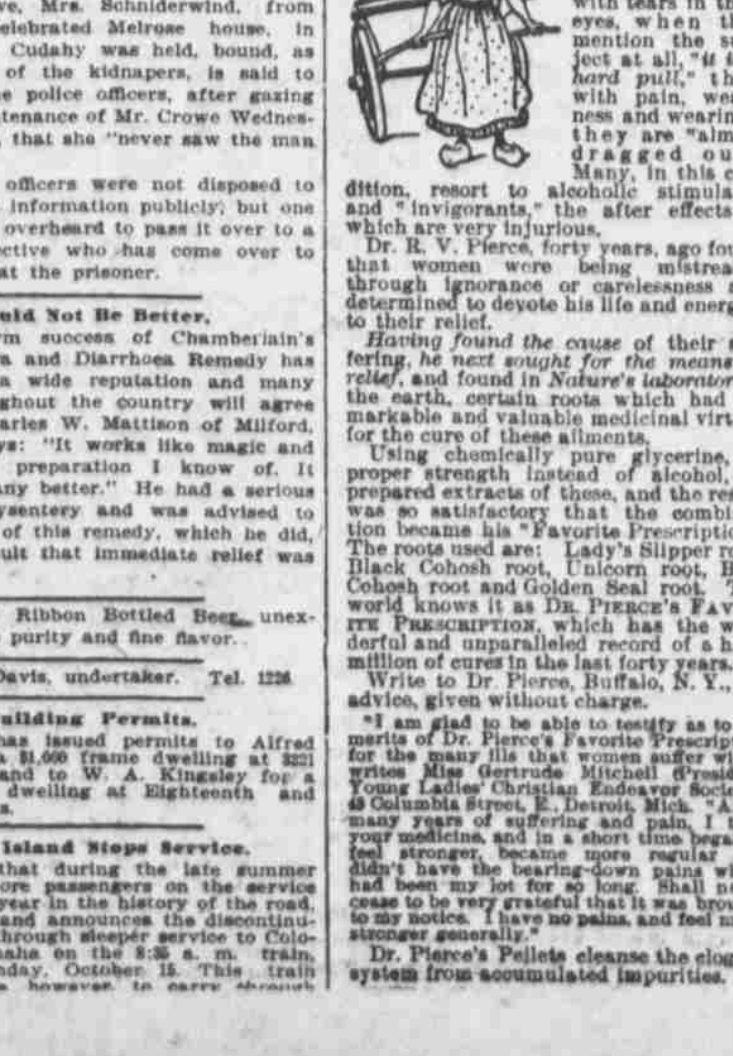 ve, Mrs. Schniderwind, from
celebrated Melrose house, in
Cudahy was held, bound, as
of the kidnapers, is said to
e police officers, after gazing
tenance of Mr. Crowe Wednes-
, that she "never saw the man
officers were not disposed to
information publicly, but one
overheard to pass it over to a
ective who has come over to
at the prisoner.
uld Not Be Better.
rm success of Chamberlain's
a and Diarrhoea Remedy has
a wide reputation and many
ghout the country will agree
arles W. Mattison of Milford,
ys: "It works like magic and
preparation I know of. It
any better." He had a serious
ysentery and was advised to
of this remedy, which he did,
sult that immediate relief was
Ribbon Bottled Beer, unex-
purity and fine flavor.
Davis, undertaker. Tel. 1226
uilding Permits.
has issued permits to Alfred
a $1,000 frame dwelling at 3321
and to W. A. Kingsley for a
dwelling at Eighteenth and
s.
Island Stops Service.
that during the late summer
ore passengers on the service
year in the history of the road,
and announces the discontinu-
through sleeper service to Colo-
maha on the 8:35 a. m. train,
nday, October 15. This train
however, to carry through
with tears in th
eyes, when th
mention the su
ject at all, "it i
hard pull," th
with pain, wea
ness and wearin
they are "alm
dragged ou
Many, in this c
dition, resort to alcoholic stimula
and "invigorants," the after effects
which are very injurious.
Dr. R. V. Pierce, forty years, ago fou
that women were being mistrea
through ignorance or carelessness a
determined to devote his life and energ
to their relief.
Having found the cause of their s
fering, he next sought for the means
relief, and found in Nature's laborator
the earth, certain roots which had
markable and valuable medicinal virt
for the cure of these ailments.
Using chemically pure glycerine,
proper strength instead of alcohol,
prepared extracts of these, and the res
was so satisfactory that the combi
tion became his "Favorite Prescriptio
The roots used are: Lady's Slipper ro
Black Cohosh root, Unicorn root, B
Cohosh root and Golden Seal root. T
world knows it as DR. PIERCE'S FAV
ITE PRESCRIPTION, which has the w
derful and unparalleled record of a h
million of cures in the last forty years.
Write to Dr. Pierce, Buffalo, N. Y.,
advice, given without charge.
"I am glad to be able to testify as to
merits of Dr. Pierce's Favorite Prescrip
for the many ills that women suffer wi
writes Miss Gertrude Mitchell (Presid
Young Ladies' Christian Endeavor Socie
49 Columbia Street, E., Detroit, Mich. "A
many years of suffering and pain, I t
your medicine, and in a short time bega
feel stronger, became more regular
didn't have the bearing-down pains wi
had been my lot for so long. Shall ne
cease to be very grateful that it was brou
to my notice. I have no pains, and feel m
stronger generally."
Dr. Pierce's Pellets cleanse the clog
system from accumulated impurities.